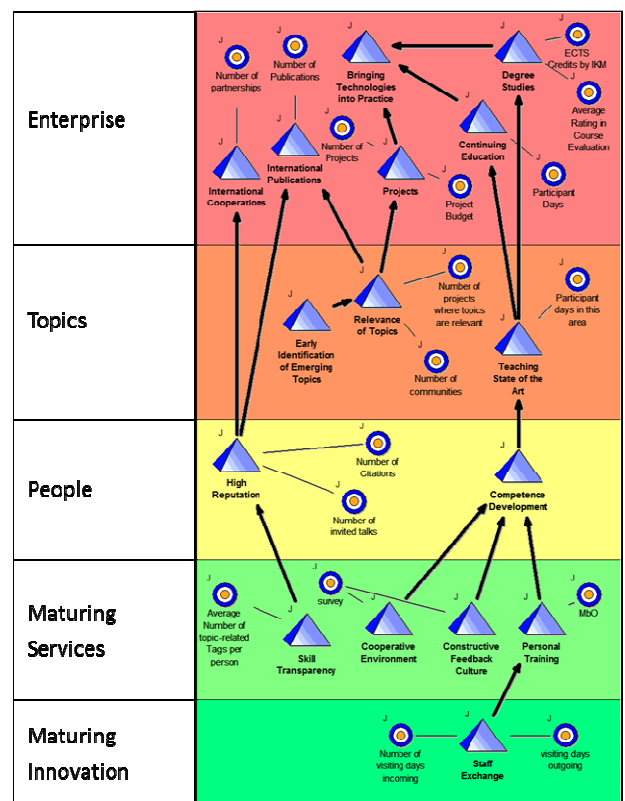 Enterprise
J
Number of
partnerships
J
Number of
Publications
J
Bringing
Technologies
into Practice
J
Degree
Studies
J
ECTS
Credits by IKM
J
Average
Rating in
Course
Evaluation
J
International
Cooperations
J
International
Publications
J
Number of
Projects
J
Projects
J
Project
Budget
J
Continuing
Education
J
Participant
Days
Topics
J
Early
Identification
of Emerging
Topics
J
Relevance
of Topics
J
Number of
projects
where topics
are relevant
J
Number of
communities
J
Participant
days in this
area
J
Teaching
State of the
Art
People
J
High
Reputation
J
Number of
Citations
J
Number of
invited talks
J
Competence
Development
Maturing
Services
J
Average
Number of
topic-related
Tags per
person
J
Skill
Transparency
J
survey
J
Cooperative
Environment
J
Constructive
Feedback
Culture
J
Personal
Training
J
MbO
Maturing
Innovation
J
Number of
visiting days
incoming
J
Staff
Exchange
J
visiting days
outgoing